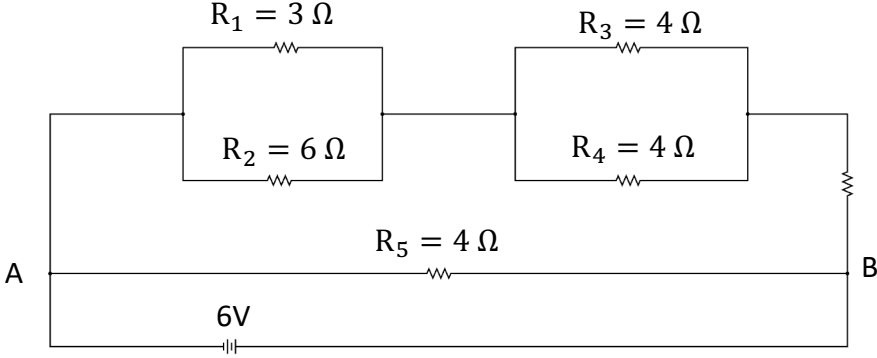 R₁ = 3 Ω
R₃ = 4 Ω
R₂ = 6 Ω
R₄ = 4 Ω
R₅ = 4 Ω
A
B
6V